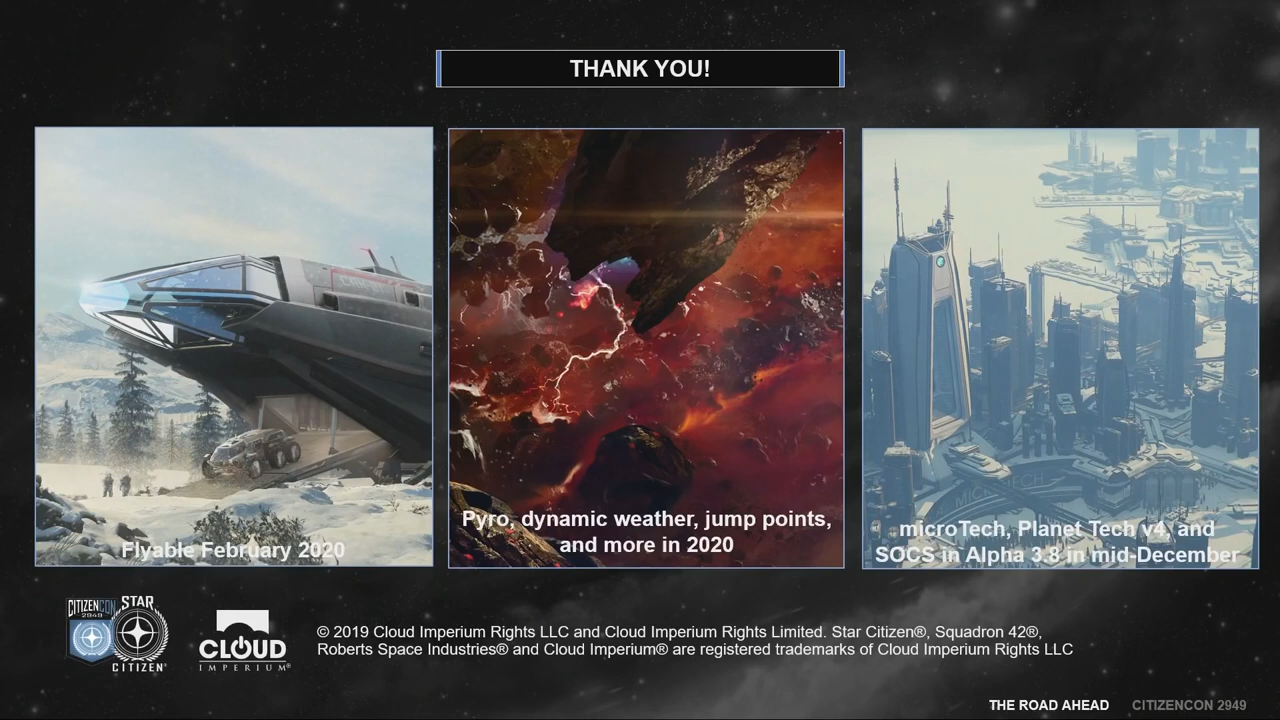 THANK YOU!
Flyable February 2020
Pyro, dynamic weather, jump points,
and more in 2020
MICROTECH
microTech, Planet Tech v4, and
SOCS in Alpha 3.8 in mid-December
CITIZENCON
2949
STAR
CITIZEN®
CLOUD
IMPERIUM®
© 2019 Cloud Imperium Rights LLC and Cloud Imperium Rights Limited. Star Citizen®, Squadron 42®,
Roberts Space Industries® and Cloud Imperium® are registered trademarks of Cloud Imperium Rights LLC
THE ROAD AHEAD CITIZENCON 2949